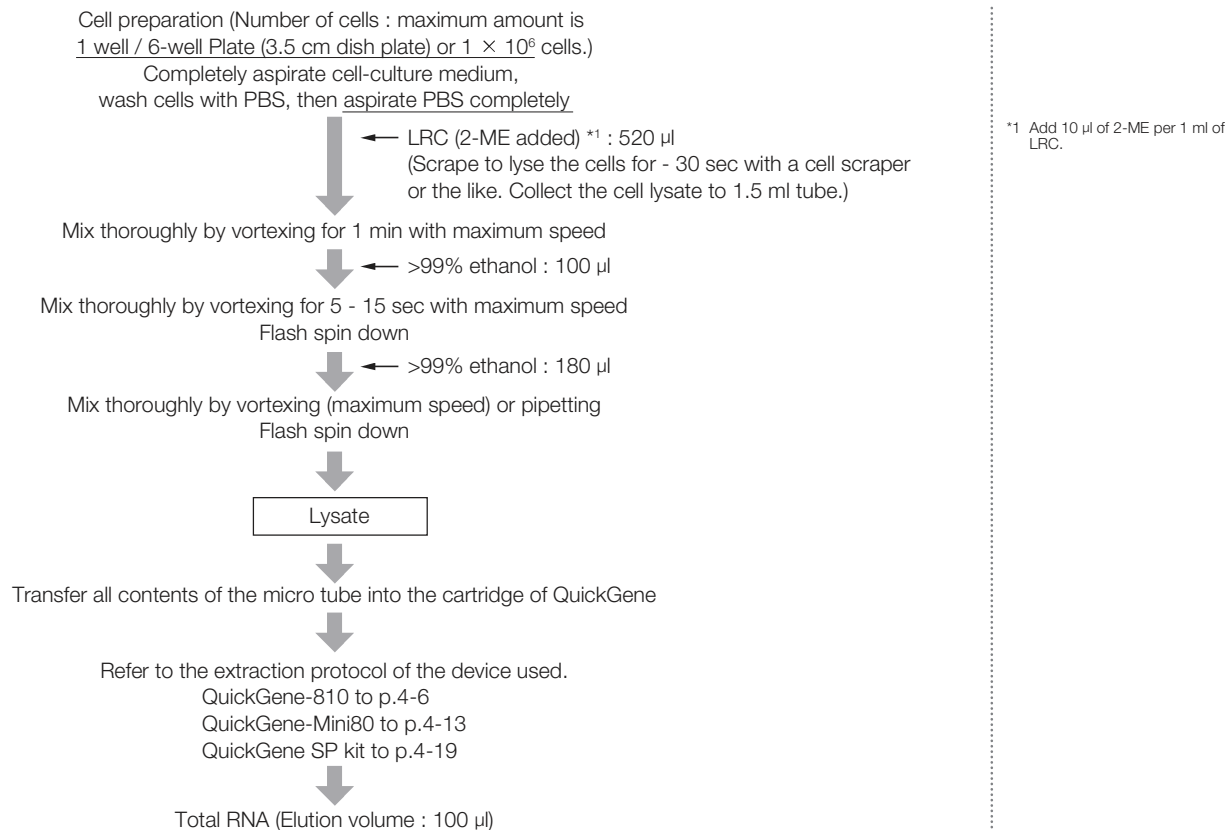 Cell preparation (Number of cells : maximum amount is
1 well / 6-well Plate (3.5 cm dish plate) or 1 × 10⁶ cells.)
Completely aspirate cell-culture medium,
wash cells with PBS, then aspirate PBS completely
LRC (2-ME added) *¹ : 520 µl
(Scrape to lyse the cells for - 30 sec with a cell scraper
or the like. Collect the cell lysate to 1.5 ml tube.)
*1 Add 10 µl of 2-ME per 1 ml of
LRC.
Mix thoroughly by vortexing for 1 min with maximum speed
>99% ethanol : 100 µl
Mix thoroughly by vortexing for 5 - 15 sec with maximum speed
Flash spin down
>99% ethanol : 180 µl
Mix thoroughly by vortexing (maximum speed) or pipetting
Flash spin down
Lysate
Transfer all contents of the micro tube into the cartridge of QuickGene
Refer to the extraction protocol of the device used.
QuickGene-810 to p.4-6
QuickGene-Mini80 to p.4-13
QuickGene SP kit to p.4-19
Total RNA (Elution volume : 100 µl)